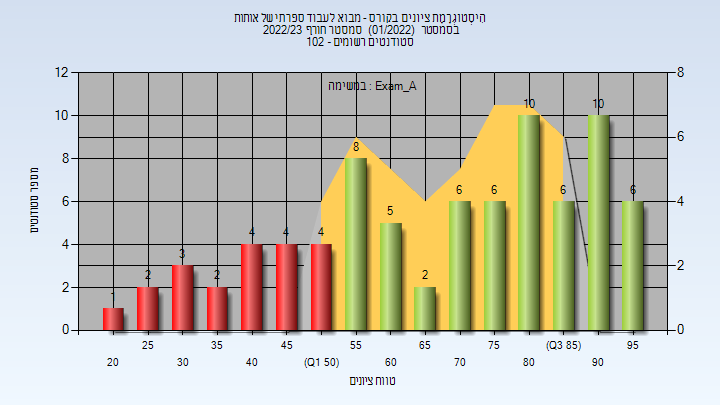 היסטוגרמת ציונים בקורס - מבוא לעבוד ספרתי של אותות
בסמסטר (01/2022) סמסטר חורף 2022/23
סטודנטים רשומים - 102
במשימה : Exam_A
12 10 8 6 4 2 0
8 6 4 2 0
מספר סטודנטים
1 2 3 2 4 4 4 8 5 2 6 6 10 6 10 6
25 35 45 55 65 75 (Q3 85) 95
20 30 40 (Q1 50) 60 70 80 90
טווח ציונים